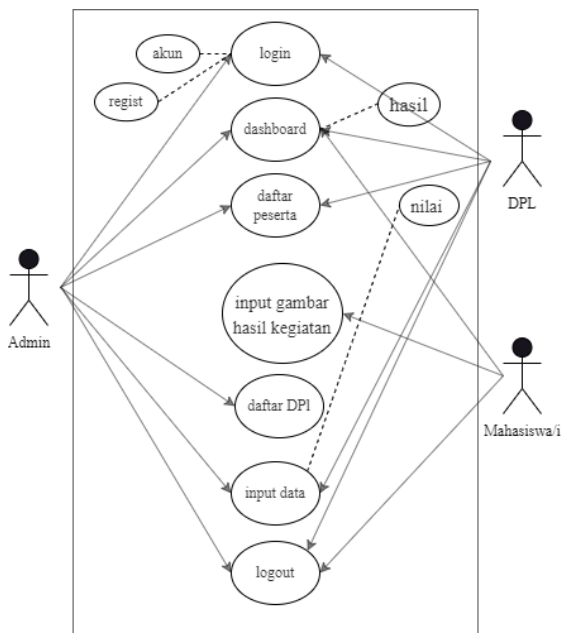 akun
login
regist
hasil
dashboard
daftar
peserta
nilai
DPL
input gambar
hasil kegiatan
Admin
daftar DPl
Mahasiswa/i
input data
logout